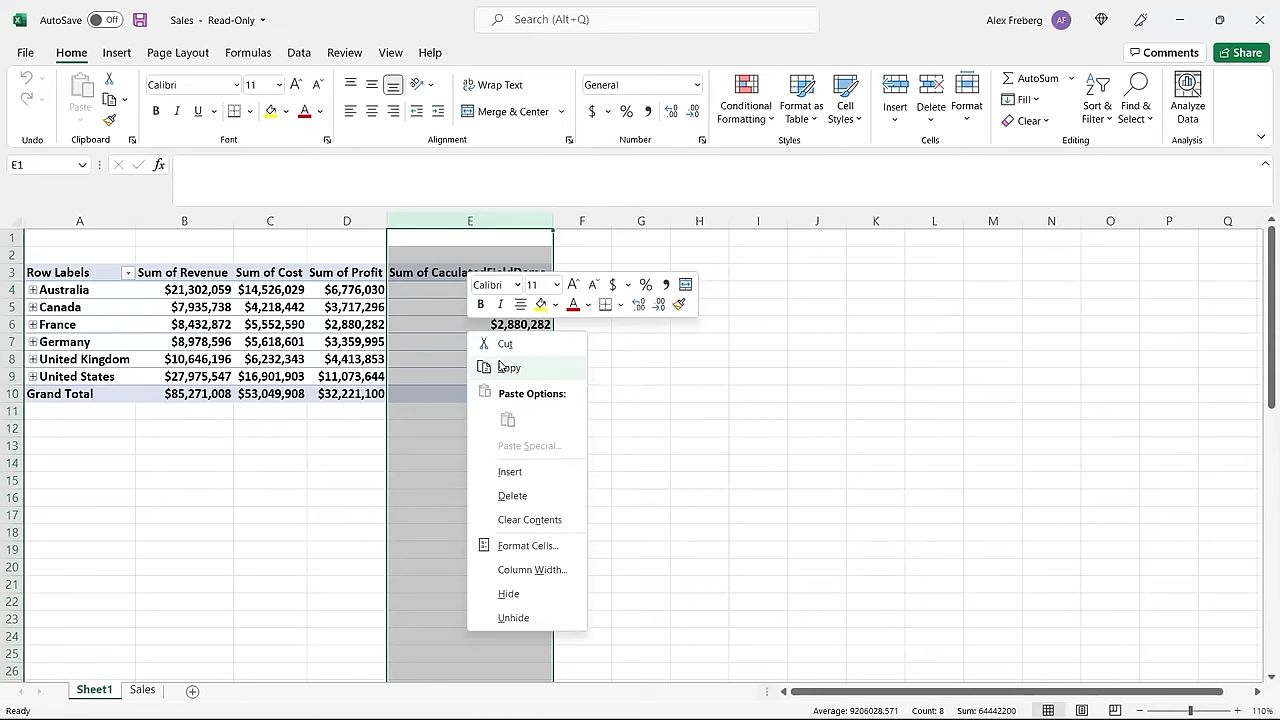 AutoSave Off Sales - Read-Only Search (Alt+Q) Alex Freberg AF
File Home Insert Page Layout Formulas Data Review View Help Comments Share
Calibri 11 Wrap Text General AutoSum
Paste Merge & Center Conditional Formatting Format as Table Cell Styles Insert Delete Format Fill Clear Sort & Filter Find & Select Analyze Data
Undo Clipboard Font Alignment Number Styles Cells Editing Analysis
E1 fx
A B C D E F G H I J K L M N O P Q
1
2
3 Row Labels Sum of Revenue Sum of Cost Sum of Profit Sum of CaculatedFieldDemo
4 Australia $21,302,059 $14,526,029 $6,776,030
5 Canada $7,935,738 $4,218,442 $3,717,296
6 France $8,432,872 $5,552,590 $2,880,282 $2,880,282
7 Germany $8,978,596 $5,618,601 $3,359,995
8 United Kingdom $10,646,196 $6,232,343 $4,413,853
9 United States $27,975,547 $16,901,903 $11,073,644
10 Grand Total $85,271,008 $53,049,908 $32,221,100
11
12
13
14
15
16
17
18
19
20
21
22
23
24
25
26
Calibri 11 A A $ % ,
B I A
Cut
Copy
Paste Options:
Paste Special...
Insert
Delete
Clear Contents
Format Cells...
Column Width...
Hide
Unhide
Sheet1 Sales
Ready Average: 9206028.571 Count: 8 Sum: 64442200 110%